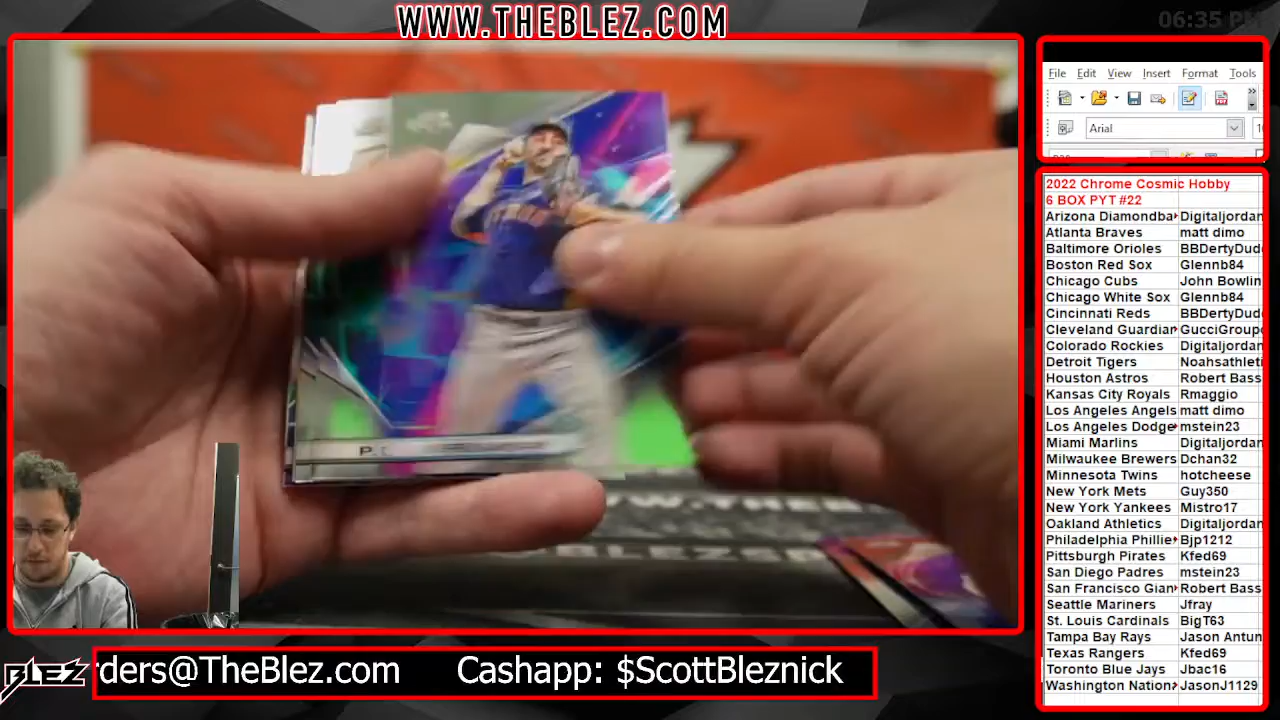 WWW.THEBLEZ.COM
06:35 PM
File Edit View Insert Format Tools
Arial
2022 Chrome Cosmic Hobby
6 BOX PYT #22
Arizona Diamondba Digitaljordan
Atlanta Braves matt dimo
Baltimore Orioles BBDertyDud
Boston Red Sox Glennb84
Chicago Cubs John Bowlin
Chicago White Sox Glennb84
Cincinnati Reds BBDertyDud
Cleveland Guardian GucciGroup
Colorado Rockies Digitaljordan
Detroit Tigers Noahsathleti
Houston Astros Robert Bass
Kansas City Royals Rmaggio
Los Angeles Angels matt dimo
Los Angeles Dodge mstein23
Miami Marlins Digitaljordan
Milwaukee Brewers Dchan32
Minnesota Twins hotcheese
New York Mets Guy350
New York Yankees Mistro17
Oakland Athletics Digitaljordan
Philadelphia Phillie Bjp1212
Pittsburgh Pirates Kfed69
San Diego Padres mstein23
San Francisco Gian Robert Bass
Seattle Mariners Jfray
St. Louis Cardinals BigT63
Tampa Bay Rays Jason Antun
Texas Rangers Kfed69
Toronto Blue Jays Jbac16
Washington Nation JasonJ1129
BLEZ
ders@TheBlez.com Cashapp: $ScottBleznick